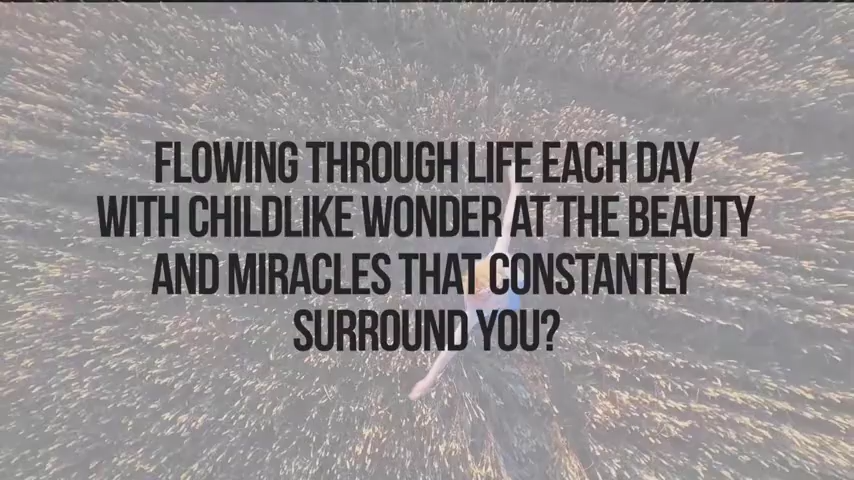 FLOWING THROUGH LIFE EACH DAY
WITH CHILDLIKE WONDER AT THE BEAUTY
AND MIRACLES THAT CONSTANTLY
SURROUND YOU?